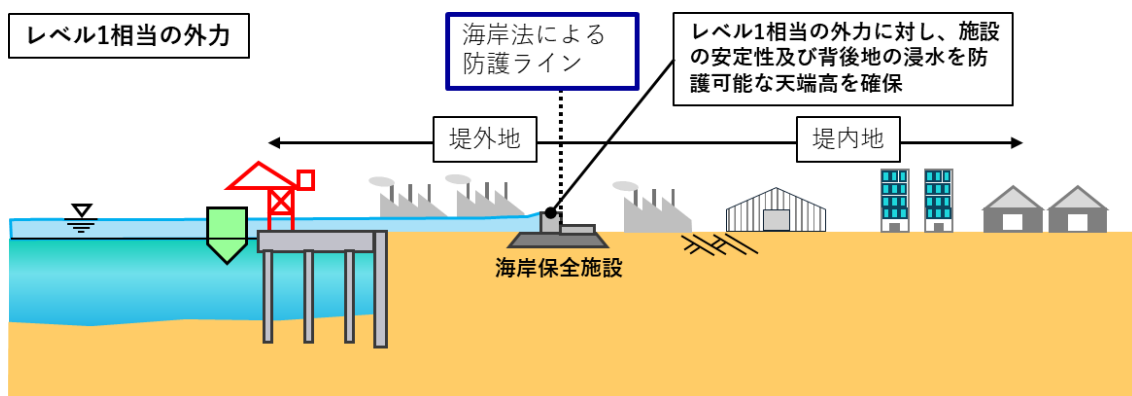 レベル1相当の外力
海岸法による
防護ライン
レベル1相当の外力に対し、施設
の安定性及び背後地の浸水を防
護可能な天端高を確保
堤外地
堤内地
海岸保全施設